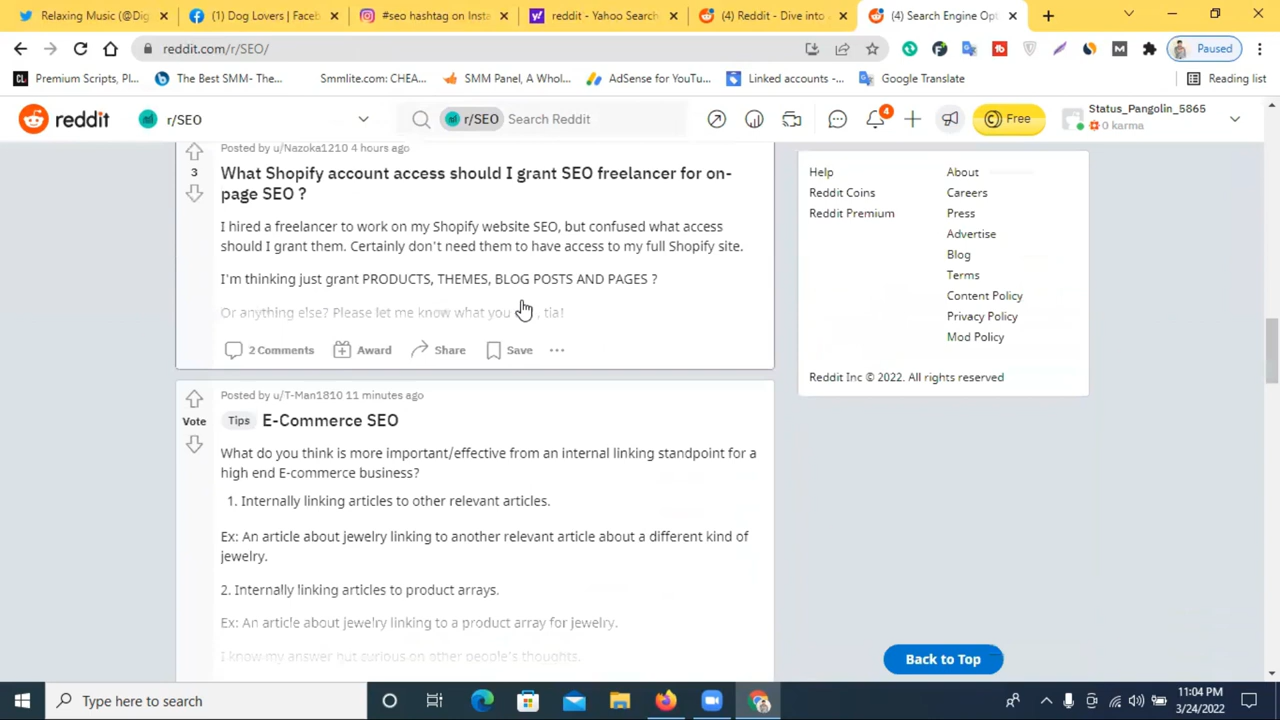 Relaxing Music (@Dig
(1) Dog Lovers | Faceb
#seo hashtag on Insta
reddit - Yahoo Search
(4) Reddit - Dive into
(4) Search Engine Opt
reddit.com/r/SEO/
Paused
CL Premium Scripts, Pl...
The Best SMM- The...
Smmlite.com: CHEA...
SMM Panel, A Whol...
AdSense for YouTu...
Linked accounts -...
Google Translate
Reading list
reddit
r/SEO
r/SEO
Search Reddit
4
Free
Status_Pangolin_5865
0 karma
Posted by u/Nazoka1210 4 hours ago
3
What Shopify account access should I grant SEO freelancer for on-
page SEO ?
I hired a freelancer to work on my Shopify website SEO, but confused what access
should I grant them. Certainly don't need them to have access to my full Shopify site.
I'm thinking just grant PRODUCTS, THEMES, BLOG POSTS AND PAGES ?
Or anything else? Please let me know what you , tia!
2 Comments
Award
Share
Save
Posted by u/T-Man1810 11 minutes ago
Vote
Tips
E-Commerce SEO
What do you think is more important/effective from an internal linking standpoint for a
high end E-commerce business?
1. Internally linking articles to other relevant articles.
Ex: An article about jewelry linking to another relevant article about a different kind of
jewelry.
2. Internally linking articles to product arrays.
Ex: An article about jewelry linking to a product array for jewelry.
I know my answer but curious on other people's thoughts.
Help
About
Reddit Coins
Careers
Reddit Premium
Press
Advertise
Blog
Terms
Content Policy
Privacy Policy
Mod Policy
Reddit Inc © 2022. All rights reserved
Back to Top
Type here to search
11:04 PM
3/24/2022